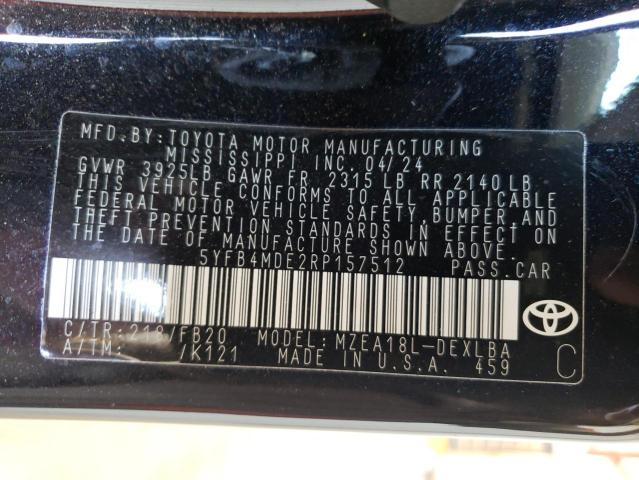 MFD.BY:TOYOTA MOTOR MANUFACTURING
MISSISSIPPI INC. 04/24
GVWR 3925LB GAWR FR 2315 LB RR 2140 LB
THIS VEHICLE CONFORMS TO ALL APPLICABLE
FEDERAL MOTOR VEHICLE SAFETY, BUMPER, AND
THEFT PREVENTION STANDARDS IN EFFECT ON
THE DATE OF MANUFACTURE SHOWN ABOVE.
5YFB4MDE2RP157512 PASS.CAR
C/TR:218/FB20 MODEL:MZEA18L-DEXLBA
A/TM: /K121 MADE IN U.S.A. 459
C